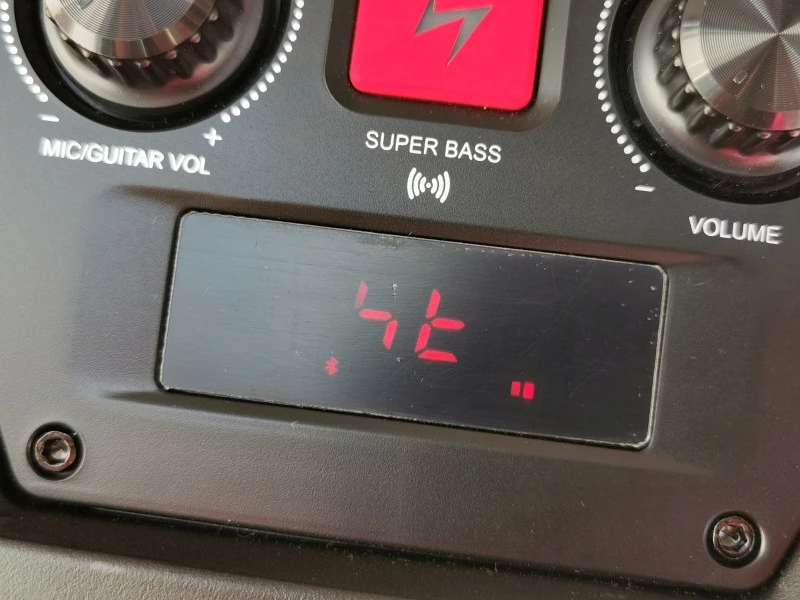 - +
MIC/GUITAR VOL
SUPER BASS
-
VOLUME